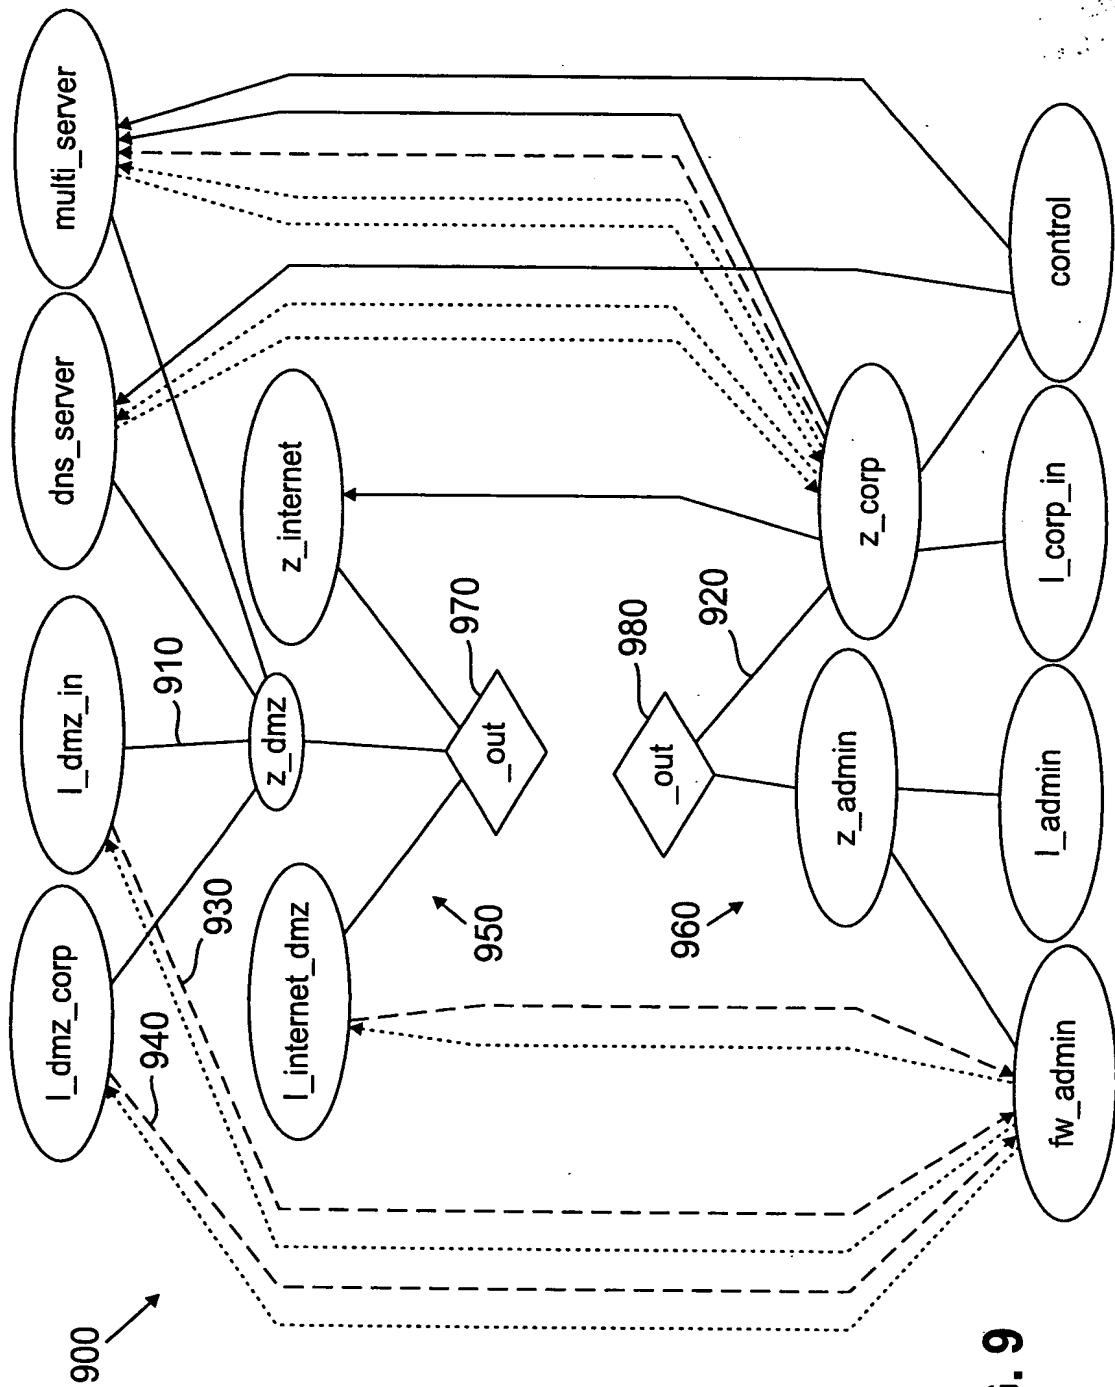 900
l_dmz_corp
l_dmz_in
dns_server
multi_server
940
930
910
l_internet_dmz
z_dmz
z_internet
950
_out
970
960
_out
980
920
z_admin
z_corp
fw_admin
l_admin
l_corp_in
control
. 9